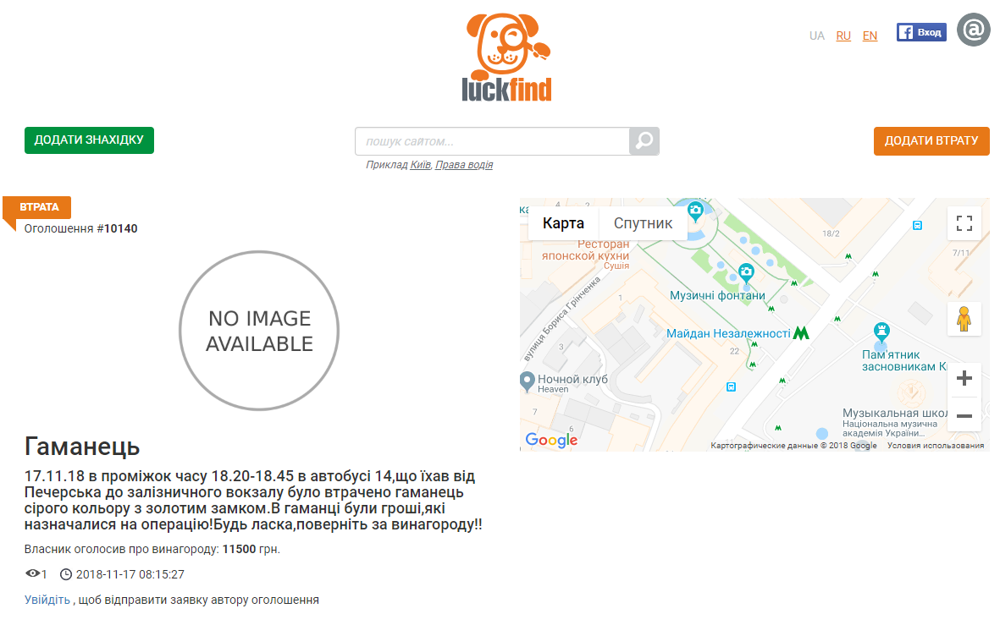 luckfind
UA RU EN
Вход
@
ДОДАТИ ЗНАХІДКУ
пошук сайтом...
ДОДАТИ ВТРАТУ
Приклад Київ, Права водія
ВТРАТА
Оголошення #10140
NO IMAGE
AVAILABLE
Карта
Спутник
4
18/2
7/11
Ресторан
японской кухни
Сушія
Музичні фонтани
вулиця Бориса Грінченка
1
Майдан Незалежності
3
22
Пам'ятник
засновникам К
Ночной клуб
Heaven
7
6
Музыкальная шко
Національна музична
академія України...
Google
Картографические данные © 2018 Google
Условия использования
Гаманець
17.11.18 в проміжок часу 18.20-18.45 в автобусі 14,що їхав від
Печерська до залізничного вокзалу було втрачено гаманець
сірого кольору з золотим замком.В гаманці були гроші,які
назначалися на операцію!Будь ласка,поверніть за винагороду!!
Власник оголосив про винагороду: 11500 грн.
1 2018-11-17 08:15:27
Увійдіть , щоб відправити заявку автору оголошення